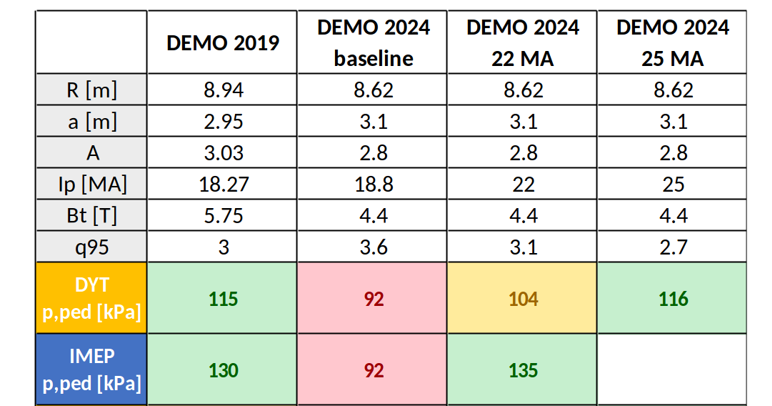 DEMO 2019 DEMO 2024 baseline DEMO 2024 22 MA DEMO 2024 25 MA
R [m] 8.94 8.62 8.62 8.62
a [m] 2.95 3.1 3.1 3.1
A 3.03 2.8 2.8 2.8
Ip [MA] 18.27 18.8 22 25
Bt [T] 5.75 4.4 4.4 4.4
q95 3 3.6 3.1 2.7
DYT p,ped [kPa] 115 92 104 116
IMEP p,ped [kPa] 130 92 135